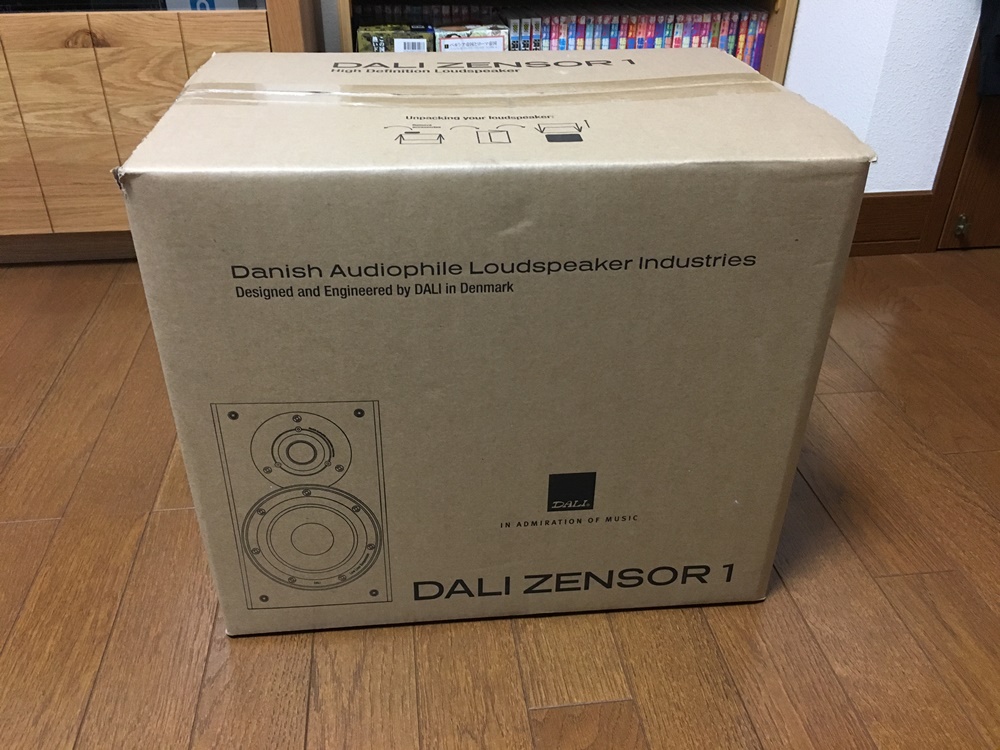 DALI ZENSOR 1
High Definition Loudspeaker
Unpacking your loudspeaker:
Danish Audiophile Loudspeaker Industries
Designed and Engineered by DALI in Denmark
DALI
IN ADMIRATION OF MUSIC
DALI ZENSOR 1